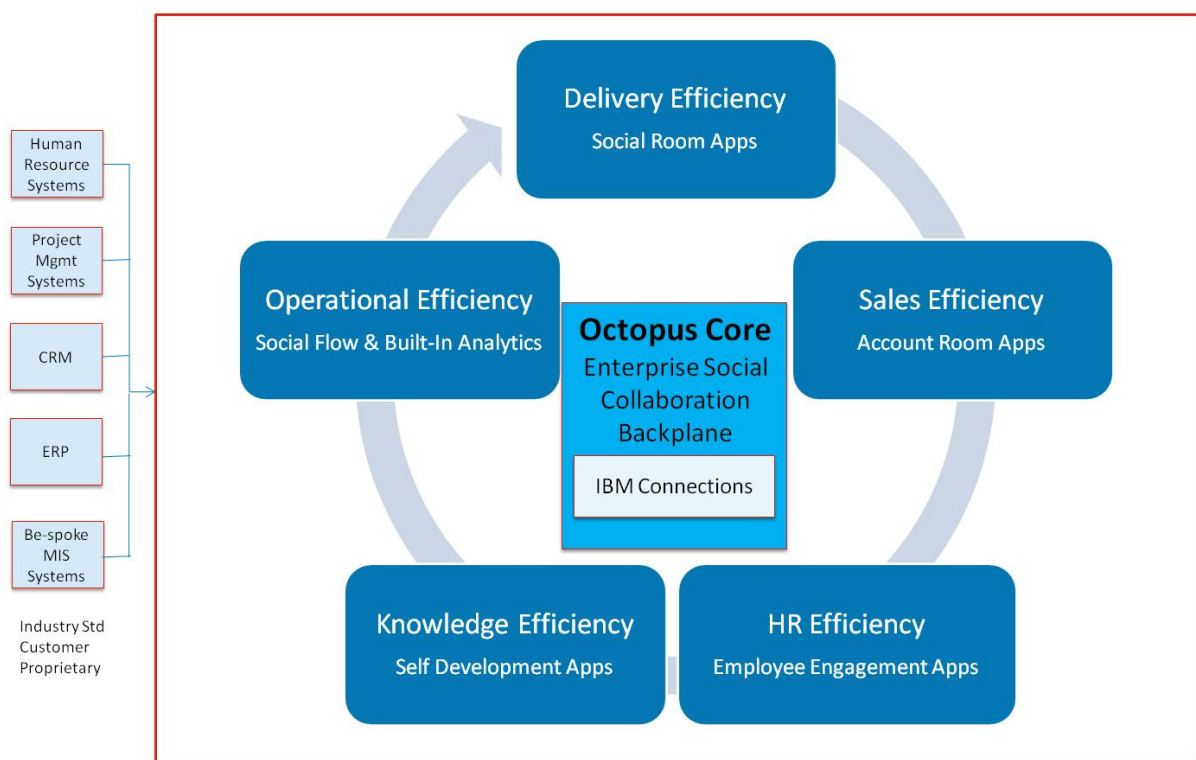 Human
Resource
Systems
Project
Mgmt
Systems
CRM
ERP
Be-spoke
MIS
Systems
Industry Std
Customer
Proprietary
Delivery Efficiency
Social Room Apps
Operational Efficiency
Social Flow & Built-In Analytics
Sales Efficiency
Account Room Apps
Octopus Core
Enterprise Social
Collaboration
Backplane
IBM Connections
Knowledge Efficiency
Self Development Apps
HR Efficiency
Employee Engagement Apps